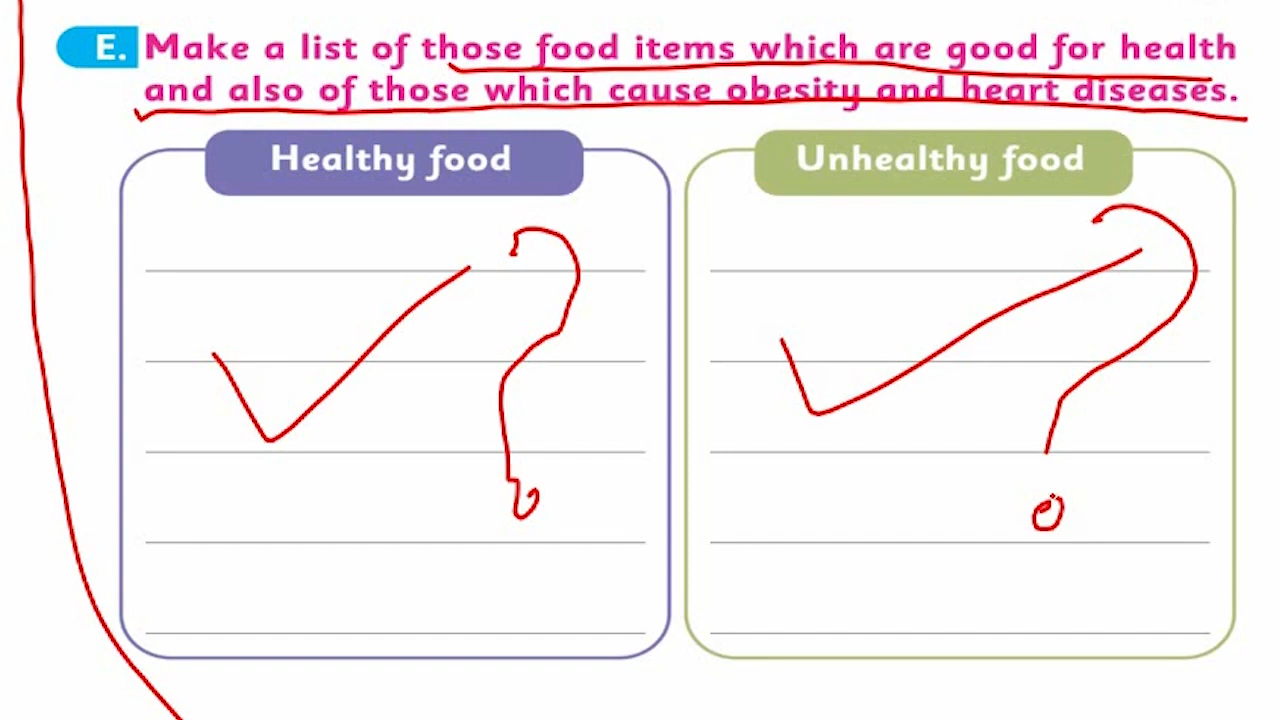 E. Make a list of those food items which are good for health
and also of those which cause obesity and heart diseases.
Healthy food
Unhealthy food